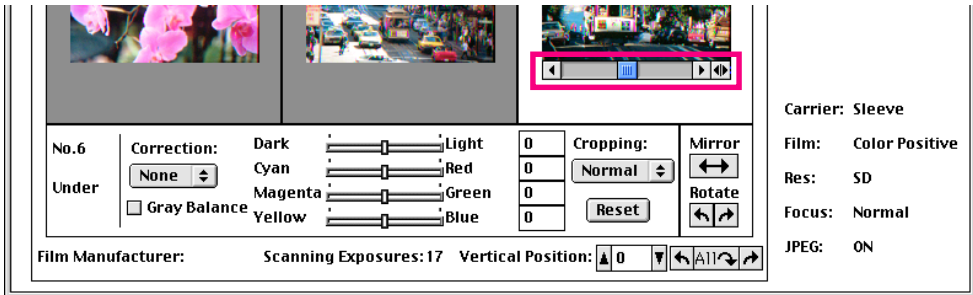 Carrier: Sleeve
No.6
Correction:
Dark
Light
0
Cropping:
Mirror
Film: Color Positive
None
Cyan
Red
0
Normal
Under
Magenta
Green
0
Rotate
Res: SD
Gray Balance
Yellow
Blue
0
Reset
Focus: Normal
Film Manufacturer:
Scanning Exposures:17
Vertical Position:
0
All
JPEG: ON